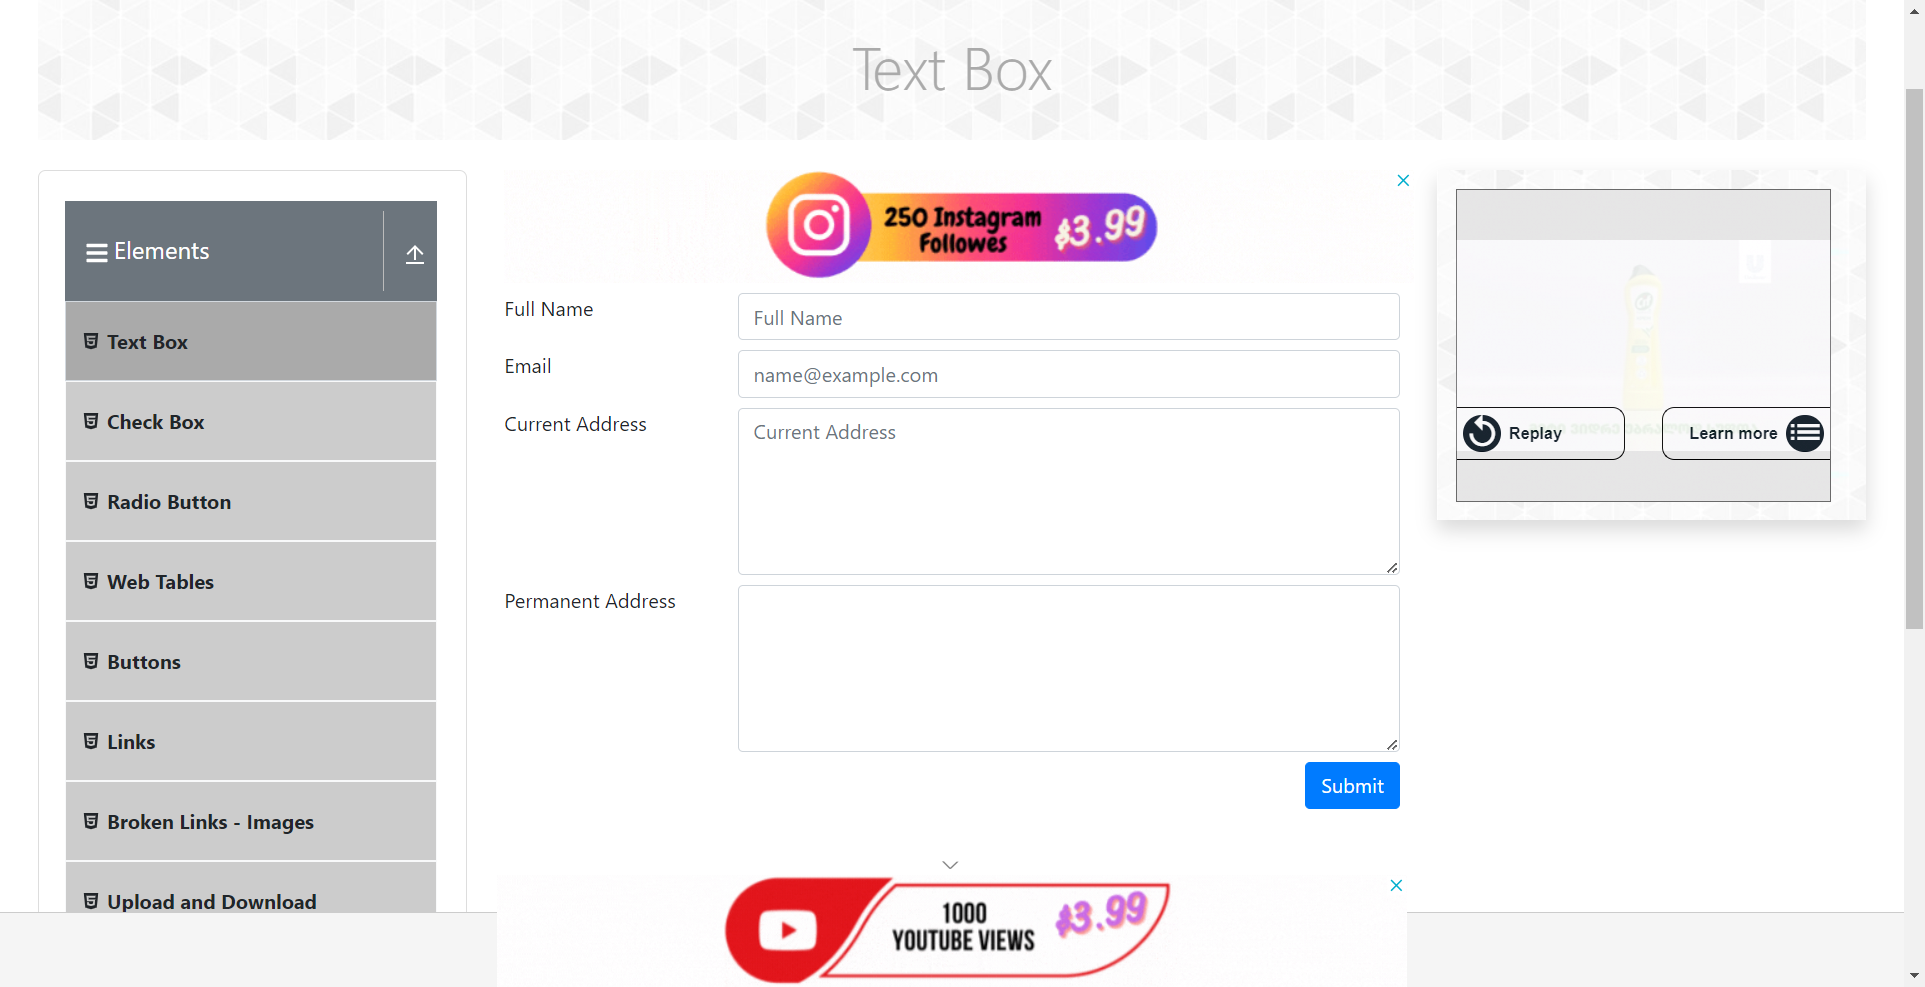 Text Box
Elements
Text Box
Check Box
Radio Button
Web Tables
Buttons
Links
Broken Links - Images
Upload and Download
250 Instagram
Followes
$3.99
Full Name
Full Name
Email
name@example.com
Current Address
Current Address
Permanent Address
Submit
1000
YOUTUBE VIEWS
$3.99
Replay
Learn more